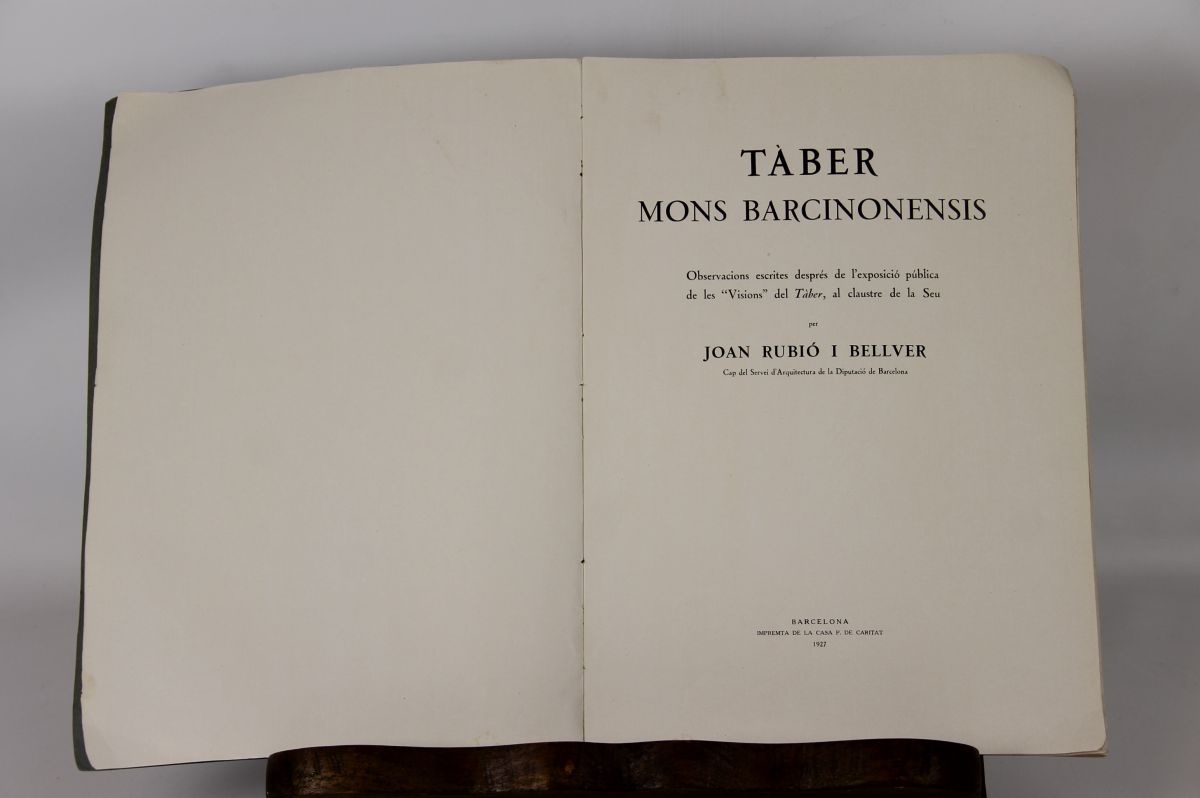 TÀBER
MONS BARCINONENSIS
Observacions escrites després de l'exposició pública
de les "Visions" del Tàber, al claustre de la Seu
per
JOAN RUBIÓ I BELLVER
Cap del Servei d'Arquitectura de la Diputació de Barcelona
BARCELONA
IMPREMTA DE LA CASA P. DE CARITAT
1927